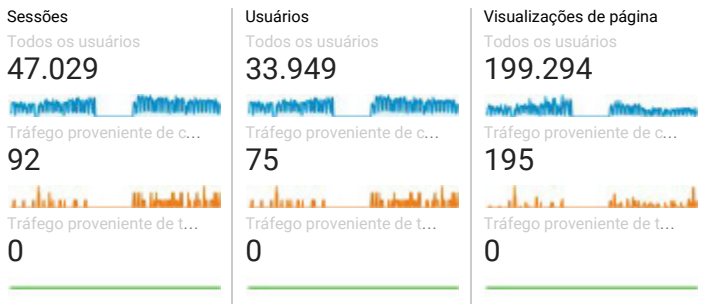 Sessões
Todos os usuários
47.029
Tráfego proveniente de c...
92
Tráfego proveniente de t...
0
Usuários
Todos os usuários
33.949
Tráfego proveniente de c...
75
Tráfego proveniente de t...
0
Visualizações de página
Todos os usuários
199.294
Tráfego proveniente de c...
195
Tráfego proveniente de t...
0